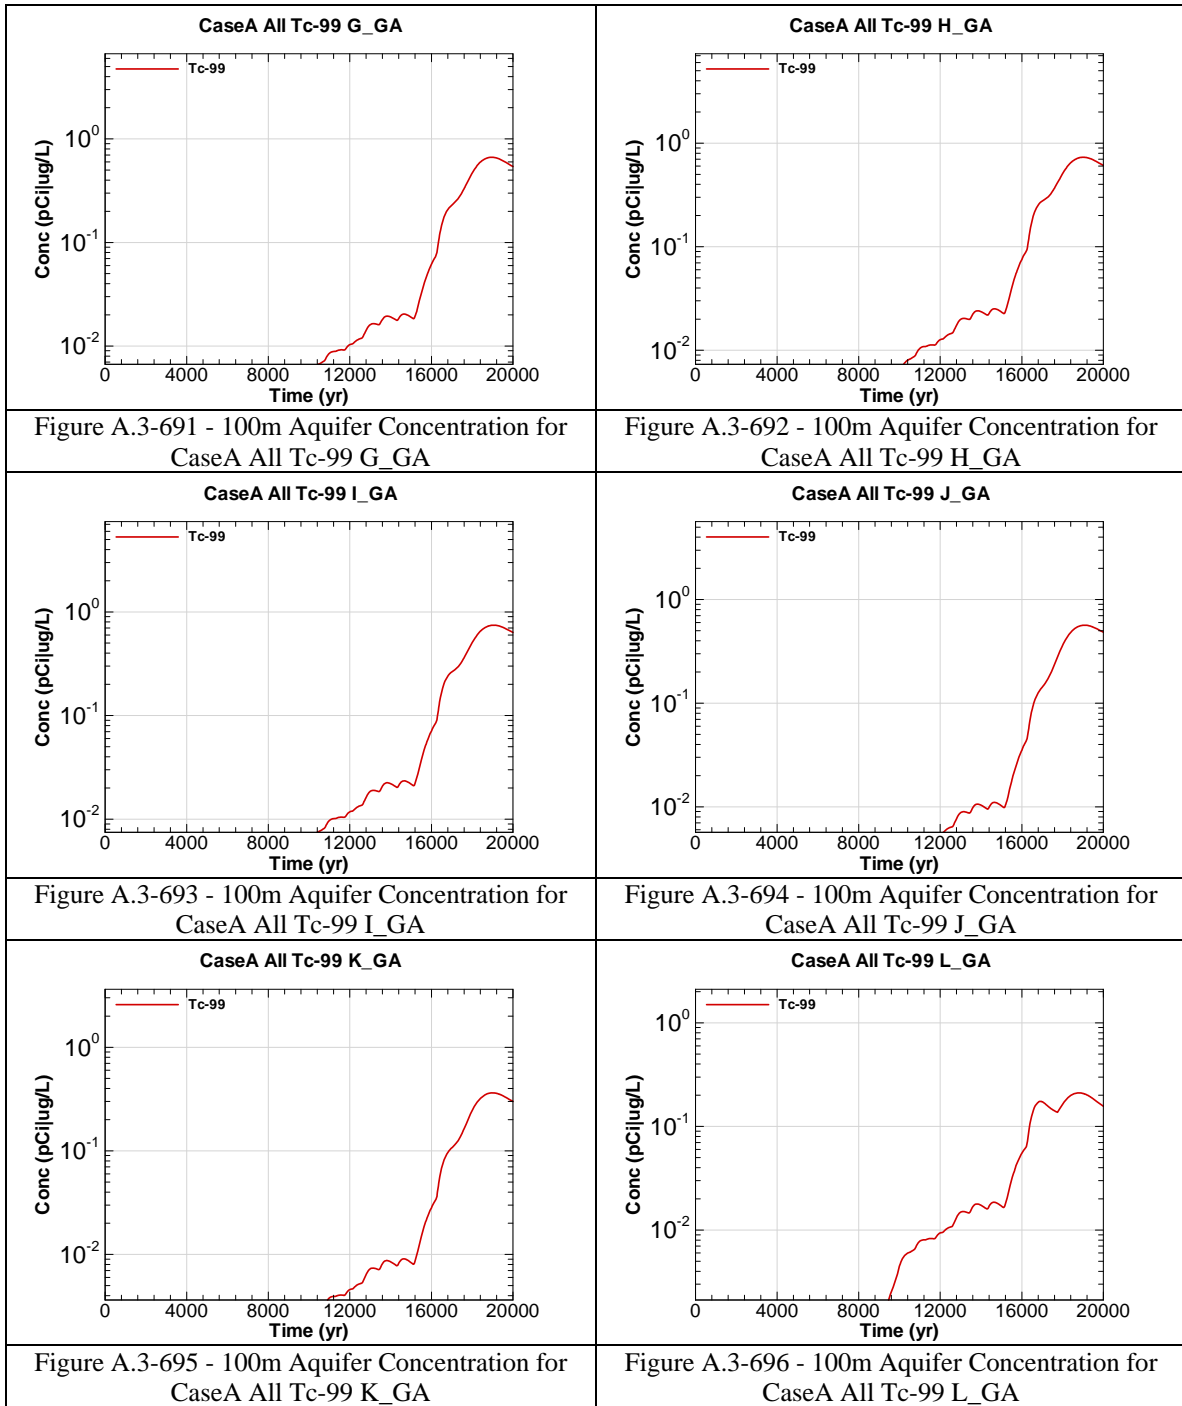 CaseA All Tc-99 G_GA
Tc-99
Conc (pCi|ug/L)
10^0
10^-1
10^-2
0 4000 8000 12000 16000 20000
Time (yr)
Figure A.3-691 - 100m Aquifer Concentration for
CaseA All Tc-99 G_GA
CaseA All Tc-99 H_GA
Tc-99
Conc (pCi|ug/L)
10^0
10^-1
10^-2
0 4000 8000 12000 16000 20000
Time (yr)
Figure A.3-692 - 100m Aquifer Concentration for
CaseA All Tc-99 H_GA
CaseA All Tc-99 I_GA
Tc-99
Conc (pCi|ug/L)
10^0
10^-1
10^-2
0 4000 8000 12000 16000 20000
Time (yr)
Figure A.3-693 - 100m Aquifer Concentration for
CaseA All Tc-99 I_GA
CaseA All Tc-99 J_GA
Tc-99
Conc (pCi|ug/L)
10^0
10^-1
10^-2
0 4000 8000 12000 16000 20000
Time (yr)
Figure A.3-694 - 100m Aquifer Concentration for
CaseA All Tc-99 J_GA
CaseA All Tc-99 K_GA
Tc-99
Conc (pCi|ug/L)
10^0
10^-1
10^-2
0 4000 8000 12000 16000 20000
Time (yr)
Figure A.3-695 - 100m Aquifer Concentration for
CaseA All Tc-99 K_GA
CaseA All Tc-99 L_GA
Tc-99
Conc (pCi|ug/L)
10^0
10^-1
10^-2
0 4000 8000 12000 16000 20000
Time (yr)
Figure A.3-696 - 100m Aquifer Concentration for
CaseA All Tc-99 L_GA